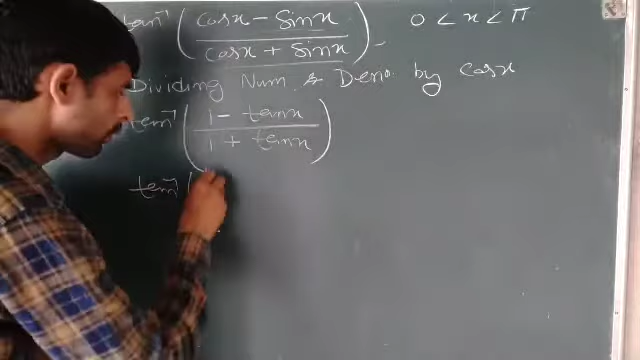 tan⁻¹ ( cosx - sinx / cosx + sinx ) 0 < x < π
Dividing Num & Deno. by cosx
tan⁻¹ ( 1 - tanx / 1 + tanx )
tan⁻¹ (